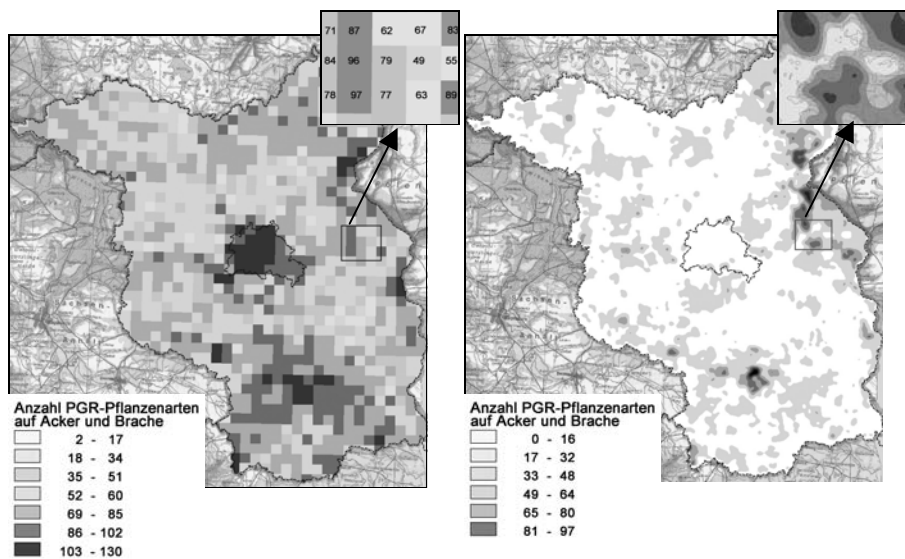 71 87 62 67 83
84 96 79 49 55
78 97 77 63 89
Anzahl PGR-Pflanzenarten
auf Acker und Brache
2 - 17
18 - 34
35 - 51
52 - 60
69 - 85
86 - 102
103 - 130
Anzahl PGR-Pflanzenarten
auf Acker und Brache
0 - 16
17 - 32
33 - 48
49 - 64
65 - 80
81 - 97